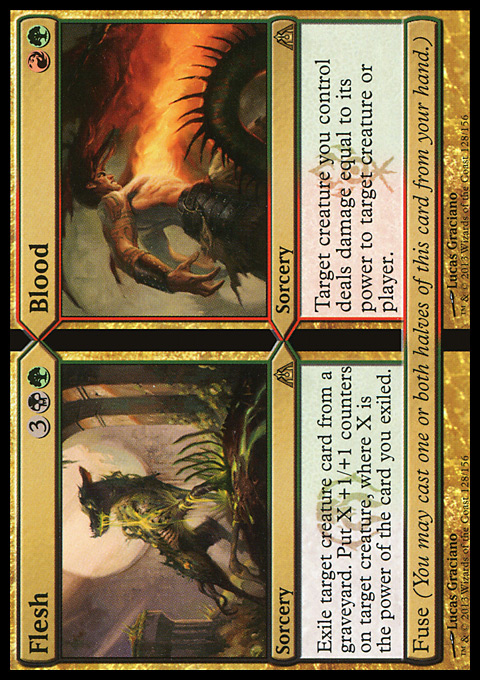 Flesh
3
Sorcery
Exile target creature card from a
graveyard. Put X +1/+1 counters
on target creature, where X is
the power of the card you exiled.
Lucas Graciano
™ & © 2013 Wizards of the Coast 128/156
Blood
Sorcery
Target creature you control
deals damage equal to its
power to target creature or
player.
Lucas Graciano
™ & © 2013 Wizards of the Coast 128/156
Fuse (You may cast one or both halves of this card from your hand.)